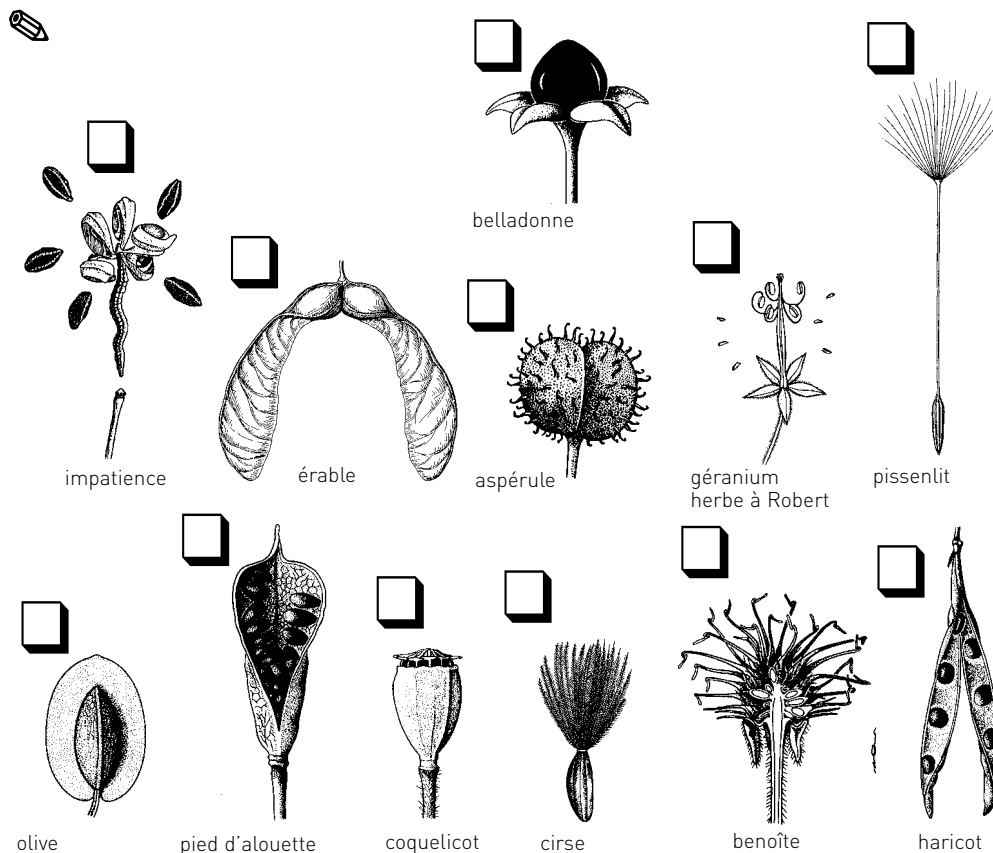 belladonne
impatience
érable
aspérule
géranium
herbe à Robert
pissenlit
olive
pied d'alouette
coquelicot
cirse
benoîte
haricot